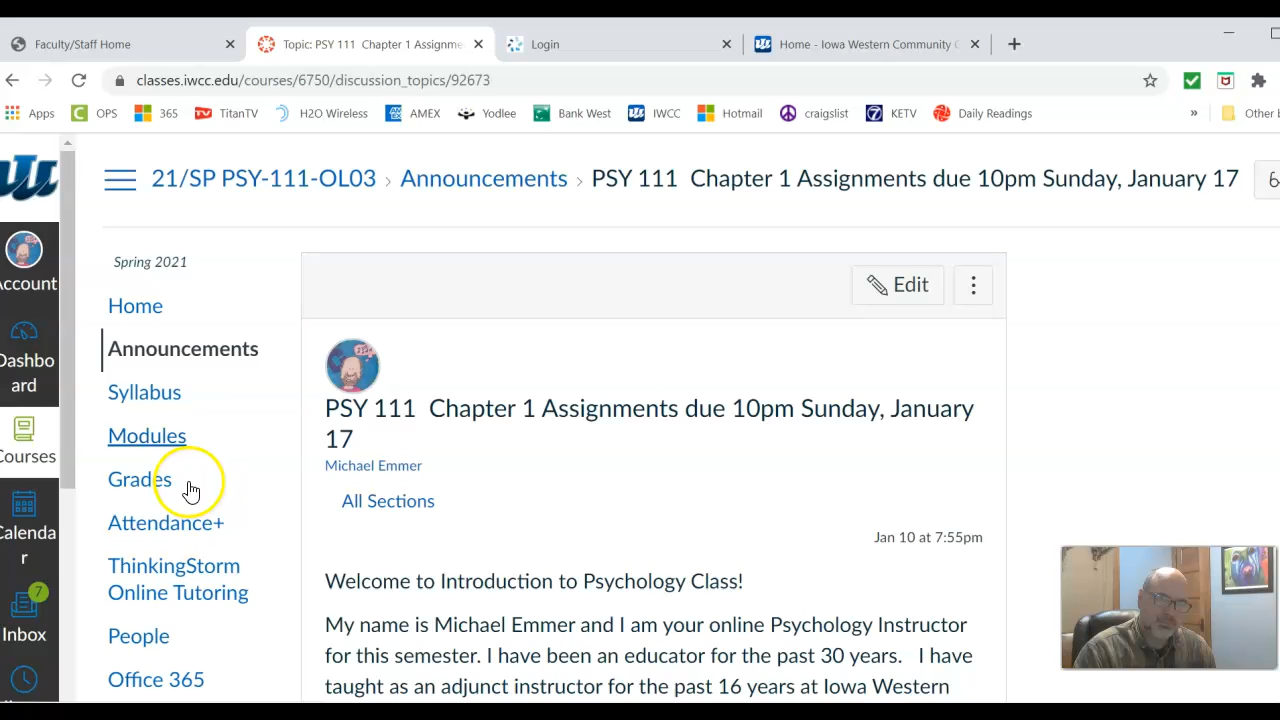 Faculty/Staff Home
Topic: PSY 111 Chapter 1 Assignme
Login
Home - Iowa Western Community C
classes.iwcc.edu/courses/6750/discussion_topics/92673
Apps
OPS
365
TitanTV
H2O Wireless
AMEX
Yodlee
Bank West
IWCC
Hotmail
craigslist
KETV
Daily Readings
»
Other b
21/SP PSY-111-OL03 › Announcements › PSY 111 Chapter 1 Assignments due 10pm Sunday, January 17
Account
Dashbo
ard
Courses
Calenda
r
7
Inbox
Spring 2021
Home
Announcements
Syllabus
Modules
Grades
Attendance+
ThinkingStorm
Online Tutoring
People
Office 365
Edit
PSY 111 Chapter 1 Assignments due 10pm Sunday, January
17
Michael Emmer
All Sections
Jan 10 at 7:55pm
Welcome to Introduction to Psychology Class!
My name is Michael Emmer and I am your online Psychology Instructor
for this semester. I have been an educator for the past 30 years. I have
taught as an adjunct instructor for the past 16 years at Iowa Western